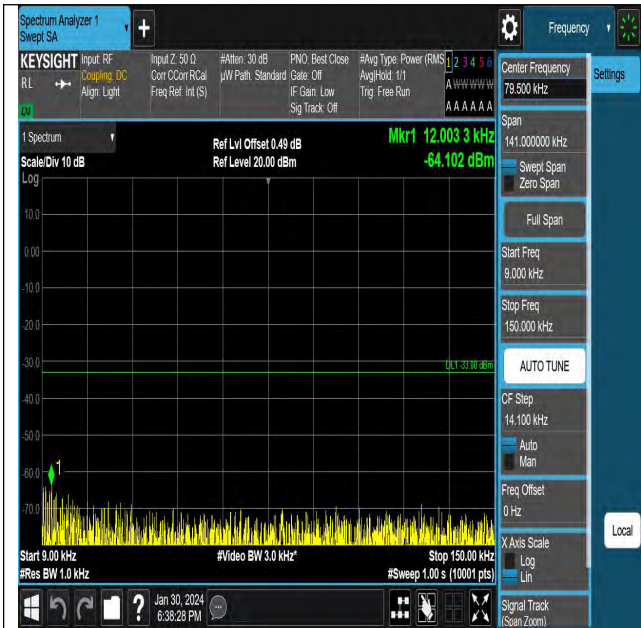 Spectrum Analyzer 1
Swept SA
+
Frequency
KEYSIGHT
RL
Input: RF
Coupling: DC
Align: Light
Input Z: 50 Ω
Corr CCorr RCal
Freq Ref: Int (S)
#Atten: 30 dB
µW Path: Standard
PNO: Best Close
Gate: Off
IF Gain: Low
Sig Track: Off
#Avg Type: Power (RMS
Avg|Hold: 1/1
Trig: Free Run
1 2 3 4 5 6
A W W W W W
A A A A A A
1 Spectrum
Scale/Div 10 dB
Log
Ref Lvl Offset 0.49 dB
Ref Level 20.00 dBm
Mkr1 12.003 3 kHz
-64.102 dBm
10.0
0.00
-10.0
-20.0
-30.0
-40.0
-50.0
-60.0
-70.0
DL1 -33.00 dBm
1
Start 9.00 kHz
#Res BW 1.0 kHz
#Video BW 3.0 kHz*
Stop 150.00 kHz
#Sweep 1.00 s (10001 pts)
?
Jan 30, 2024
6:38:28 PM
Center Frequency
79.500 kHz
Settings
Span
141.000000 kHz
Swept Span
Zero Span
Full Span
Start Freq
9.000 kHz
Stop Freq
150.000 kHz
AUTO TUNE
CF Step
14.100 kHz
Auto
Man
Freq Offset
0 Hz
X Axis Scale
Log
Lin
Local
Signal Track
(Span Zoom)